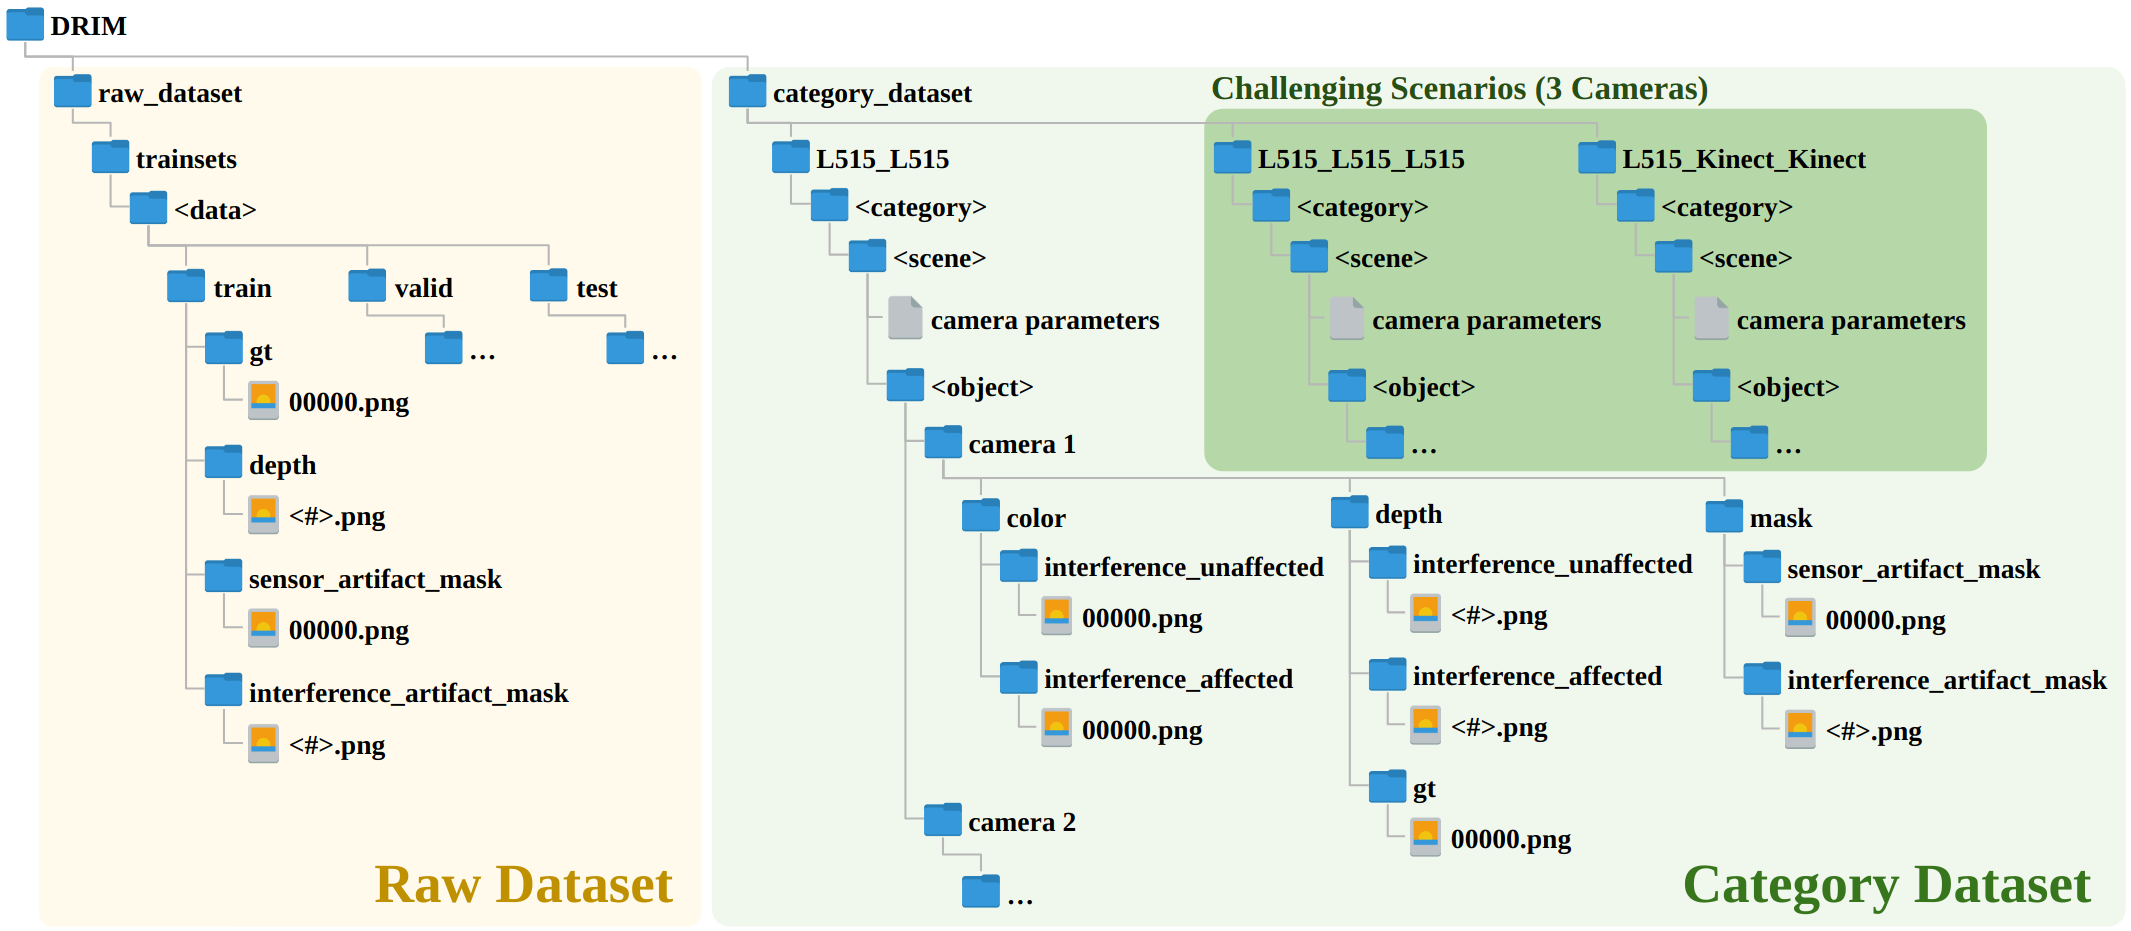 DRIM
raw_dataset
trainsets
<data>
train
valid
test
gt
...
...
00000.png
depth
<#>.png
sensor_artifact_mask
00000.png
interference_artifact_mask
<#>.png
Raw Dataset
category_dataset
Challenging Scenarios (3 Cameras)
L515_L515
<category>
<scene>
camera parameters
<object>
L515_L515_L515
<category>
<scene>
camera parameters
<object>
...
L515_Kinect_Kinect
<category>
<scene>
camera parameters
<object>
...
camera 1
color
interference_unaffected
00000.png
interference_affected
00000.png
depth
interference_unaffected
<#>.png
interference_affected
<#>.png
gt
00000.png
mask
sensor_artifact_mask
00000.png
interference_artifact_mask
<#>.png
camera 2
...
Category Dataset